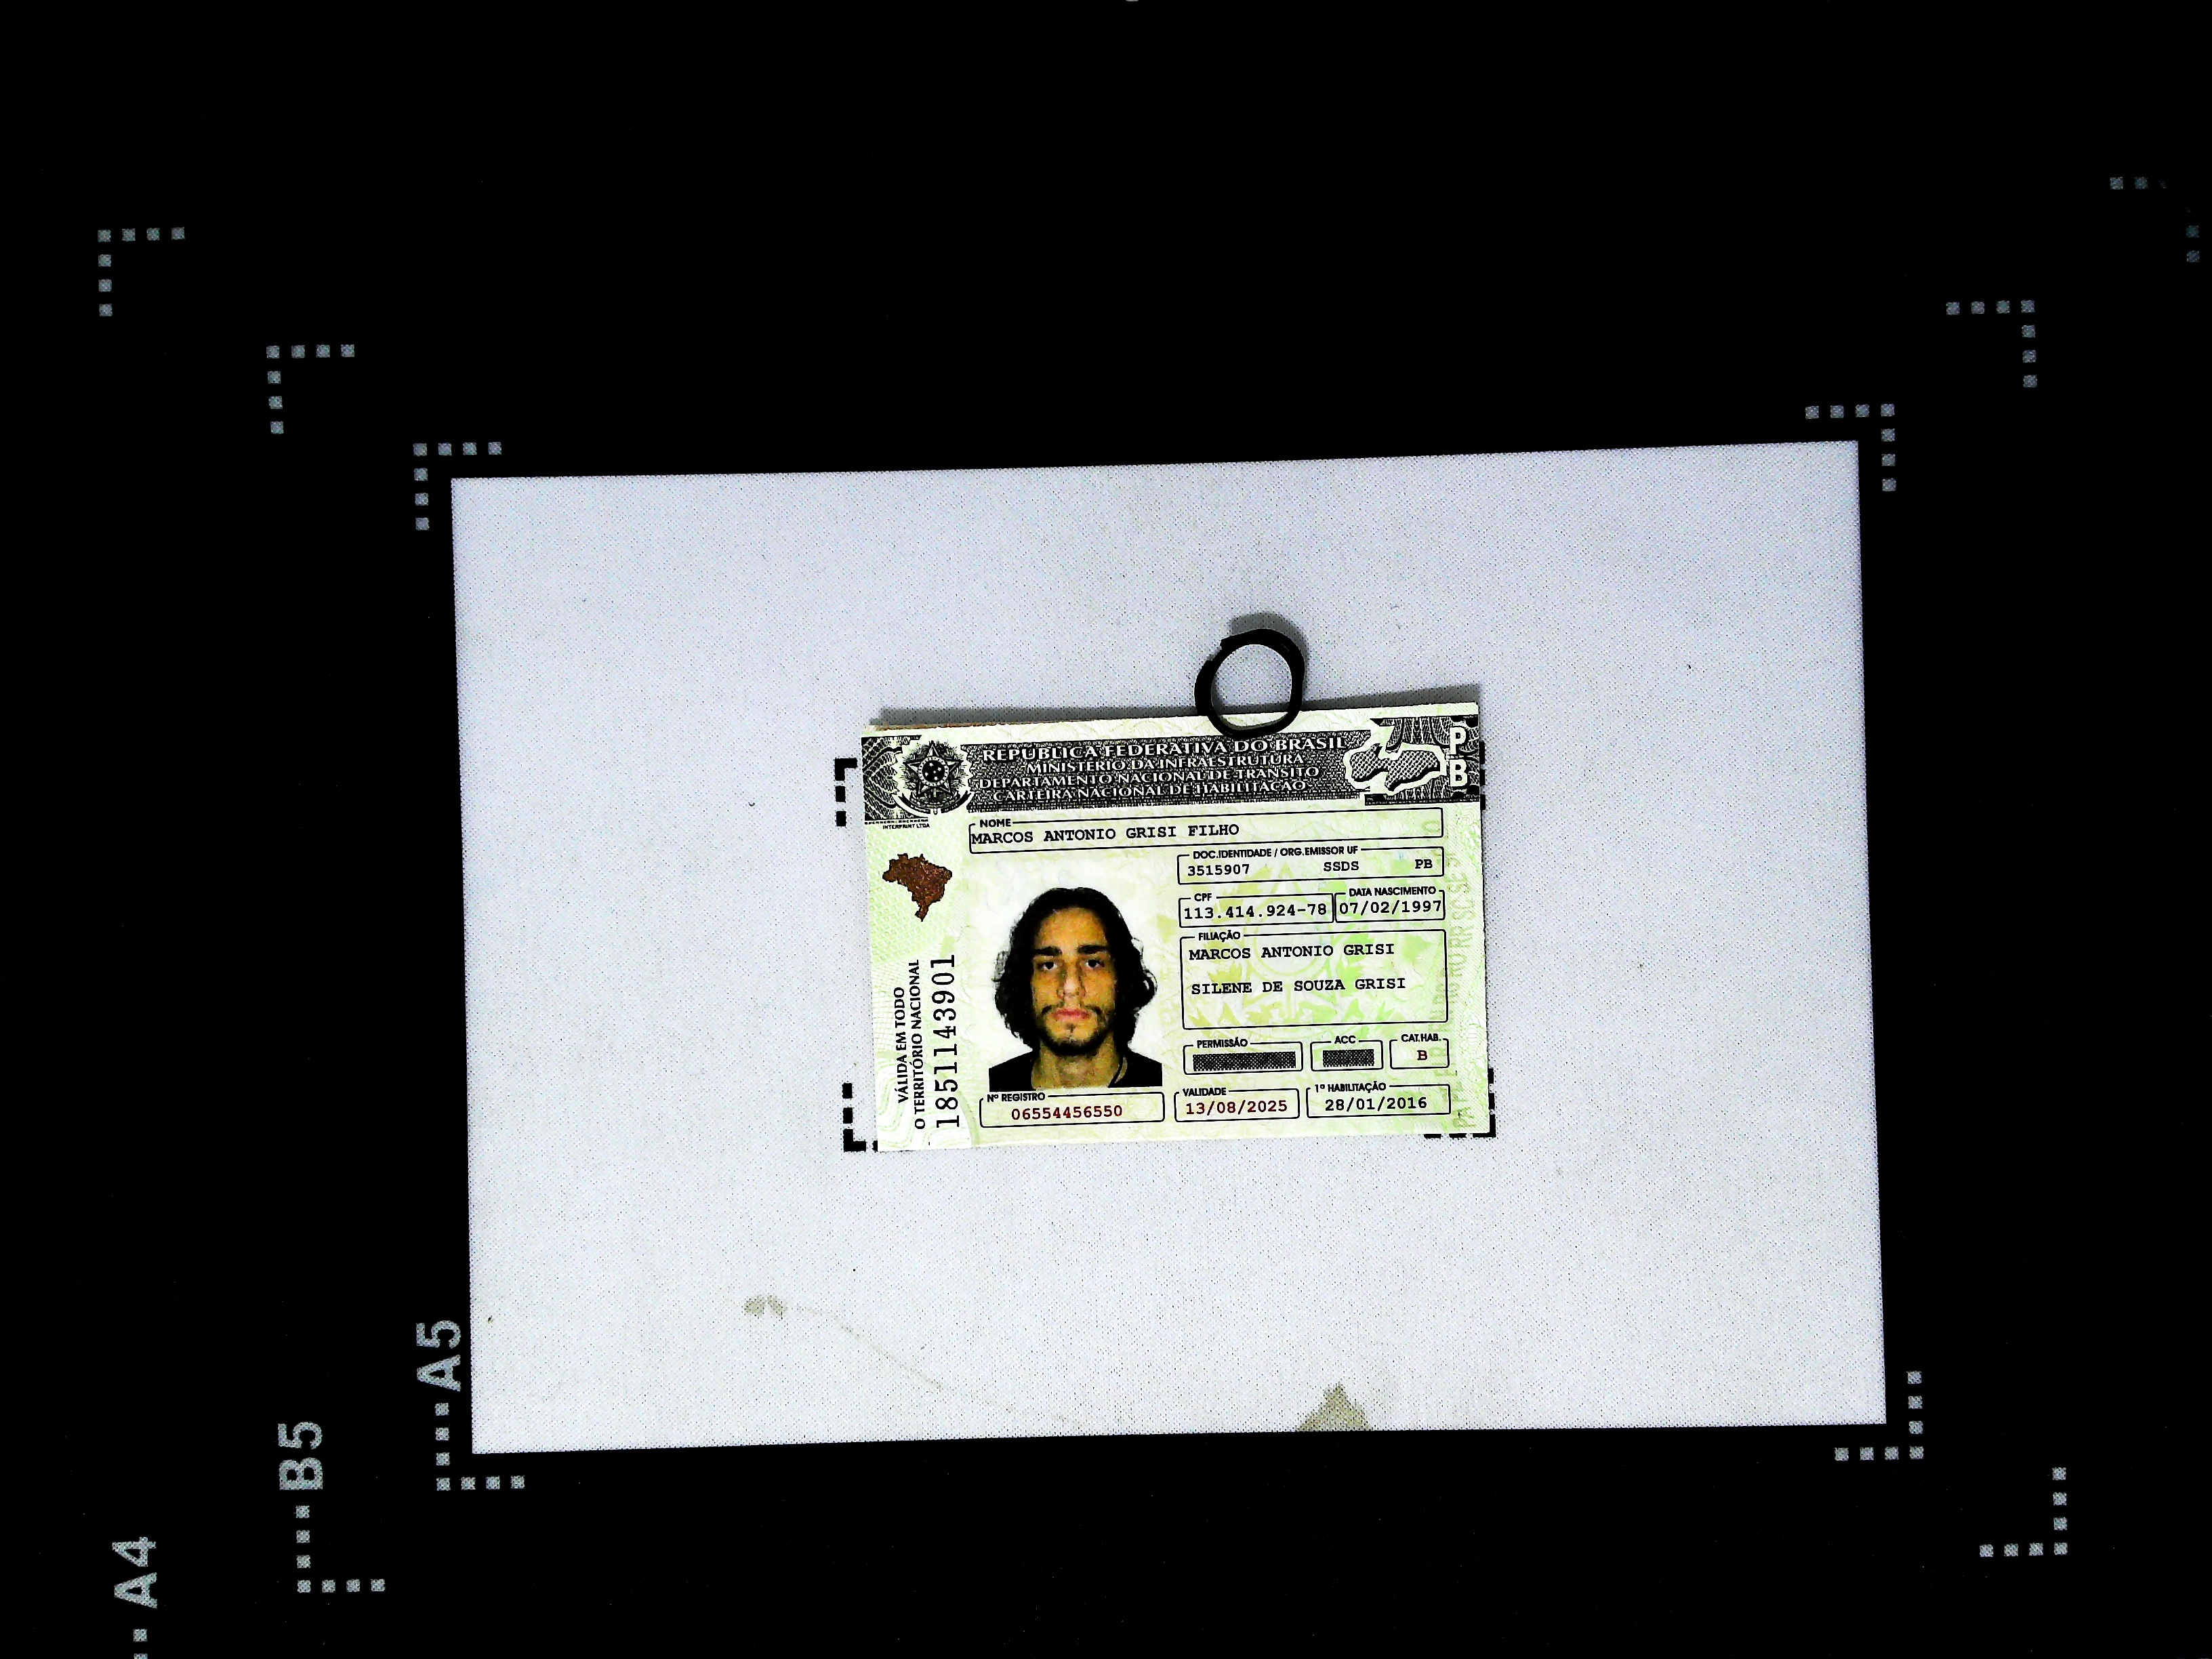 REPÚBLICA FEDERATIVA DO BRASIL
MINISTÉRIO DA INFRAESTRUTURA
DEPARTAMENTO NACIONAL DE TRÂNSITO
CARTEIRA NACIONAL DE HABILITAÇÃO
P
B
INTERPRINT LTDA
NOME
MARCOS ANTONIO GRISI FILHO
DOC.IDENTIDADE / ORG.EMISSOR UF
3515907 SSDS PB
CPF
113.414.924-78
DATA NASCIMENTO
07/02/1997
FILIAÇÃO
MARCOS ANTONIO GRISI
SILENE DE SOUZA GRISI
PERMISSÃO
ACC
CAT.HAB.
B
Nº REGISTRO
06554456550
VALIDADE
13/08/2025
1º HABILITAÇÃO
28/01/2016
VÁLIDA EM TODO
O TERRITÓRIO NACIONAL
1851143901
A5
B5
A4